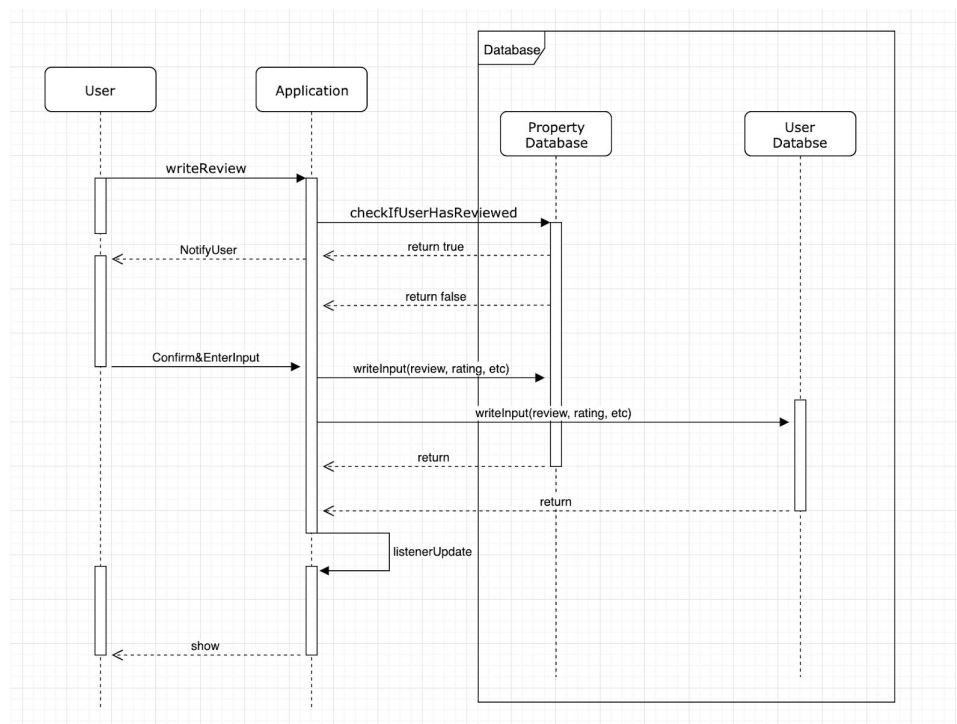 Database
User
Application
Property
Database
User
Databse
writeReview
checkIfUserHasReviewed
return true
NotifyUser
return false
Confirm&EnterInput
writeInput(review, rating, etc)
writeInput(review, rating, etc)
return
return
listenerUpdate
show